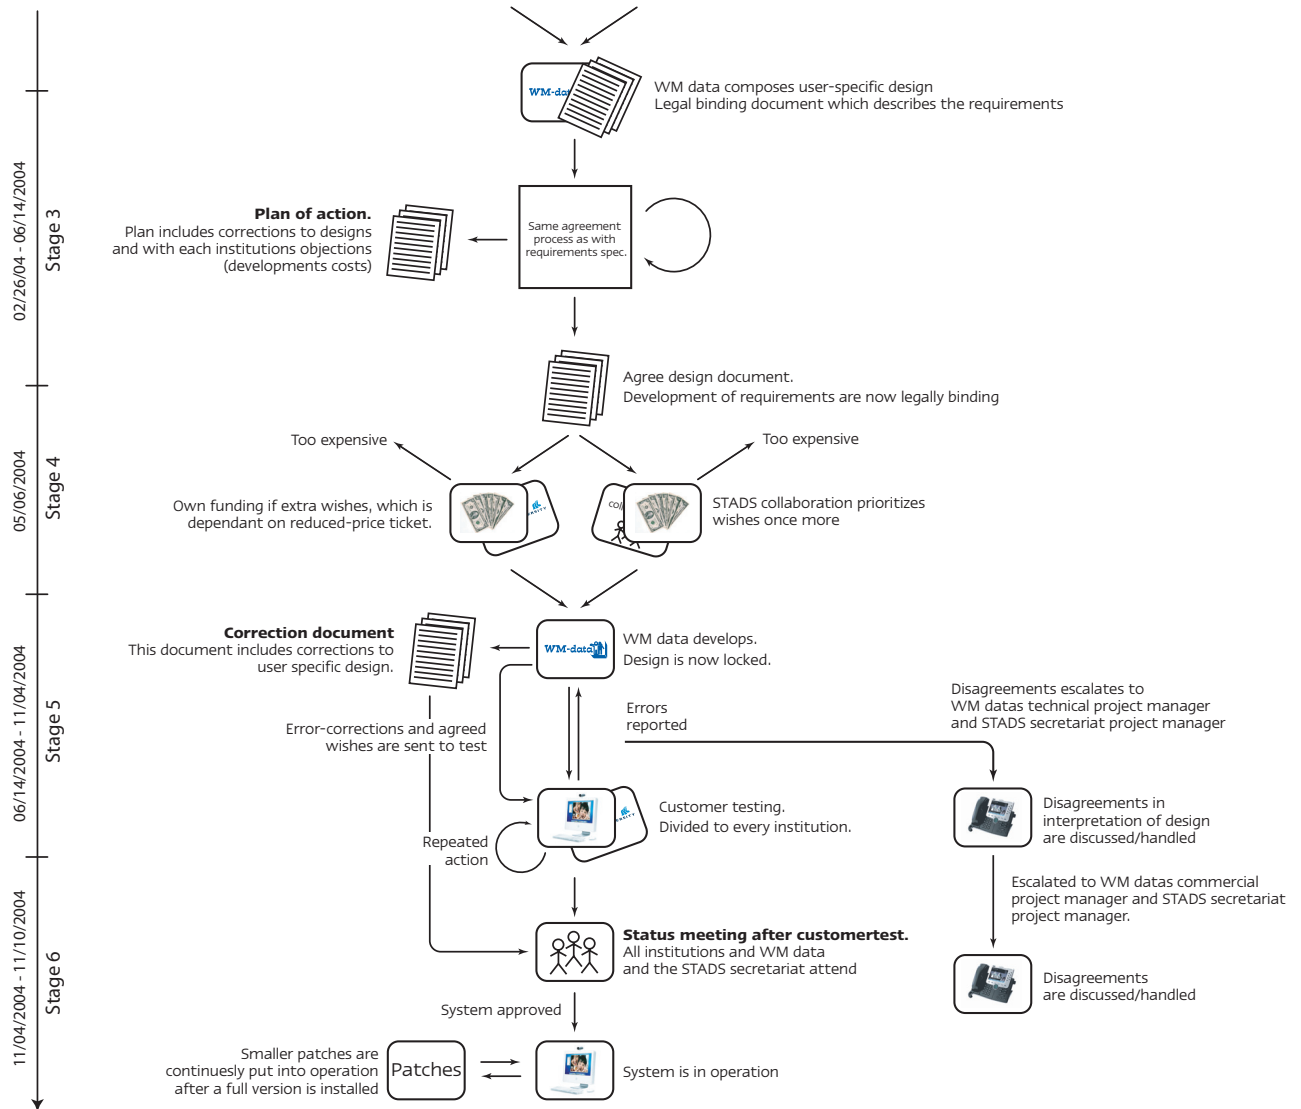 WM-dat
WM data composes user-specific design
Legal binding document which describes the requirements
02/26/04 - 06/14/2004
Stage 3
Plan of action.
Plan includes corrections to designs
and with each institutions objections
(developments costs)
Same agreement
process as with
requirements spec.
Agree design document.
Development of requirements are now legally binding
05/06/2004
Stage 4
Too expensive
Too expensive
Own funding if extra wishes, which is
dependant on reduced-price ticket.
STADS collaboration prioritizes
wishes once more
06/14/2004 - 11/04/2004
Stage 5
Correction document
This document includes corrections to
user specific design.
WM-data
WM data develops.
Design is now locked.
Errors
reported
Disagreements escalates to
WM datas technical project manager
and STADS secretariat project manager
Error-corrections and agreed
wishes are sent to test
Customer testing.
Divided to every institution.
Repeated
action
Disagreements in
interpretation of design
are discussed/handled
Escalated to WM datas commercial
project manager and STADS secretariat
project manager.
11/04/2004 - 11/10/2004
Stage 6
Status meeting after customertest.
All institutions and WM data
and the STADS secretariat attend
Disagreements
are discussed/handled
System approved
Smaller patches are
continuesly put into operation
after a full version is installed
Patches
System is in operation